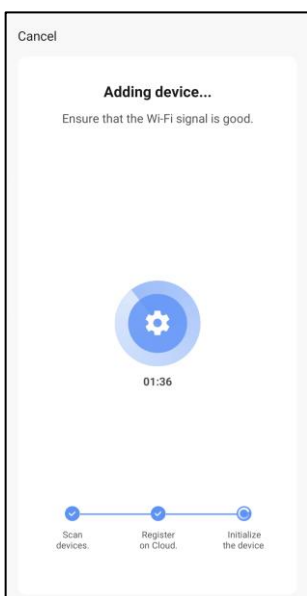 Cancel
Adding device...
Ensure that the Wi-Fi signal is good.
01:36
Scan
devices.
Register
on Cloud.
Initialize
the device